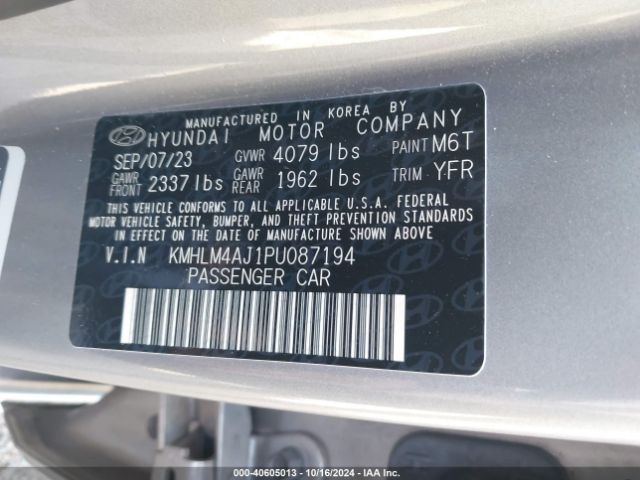 MANUFACTURED IN KOREA BY
HYUNDAI MOTOR COMPANY
SEP/07/23 GVWR 4079 lbs PAINT M6T
GAWR FRONT 2337 lbs GAWR REAR 1962 lbs TRIM YFR
THIS VEHICLE CONFORMS TO ALL APPLICABLE U.S.A. FEDERAL
MOTOR VEHICLE SAFETY, BUMPER, AND THEFT PREVENTION STANDARDS
IN EFFECT ON THE DATE OF MANUFACTURE SHOWN ABOVE.
V.I.N KMHLM4AJ1PU087194
PASSENGER CAR
000-40605013 - 10/16/2024 - IAA Inc.